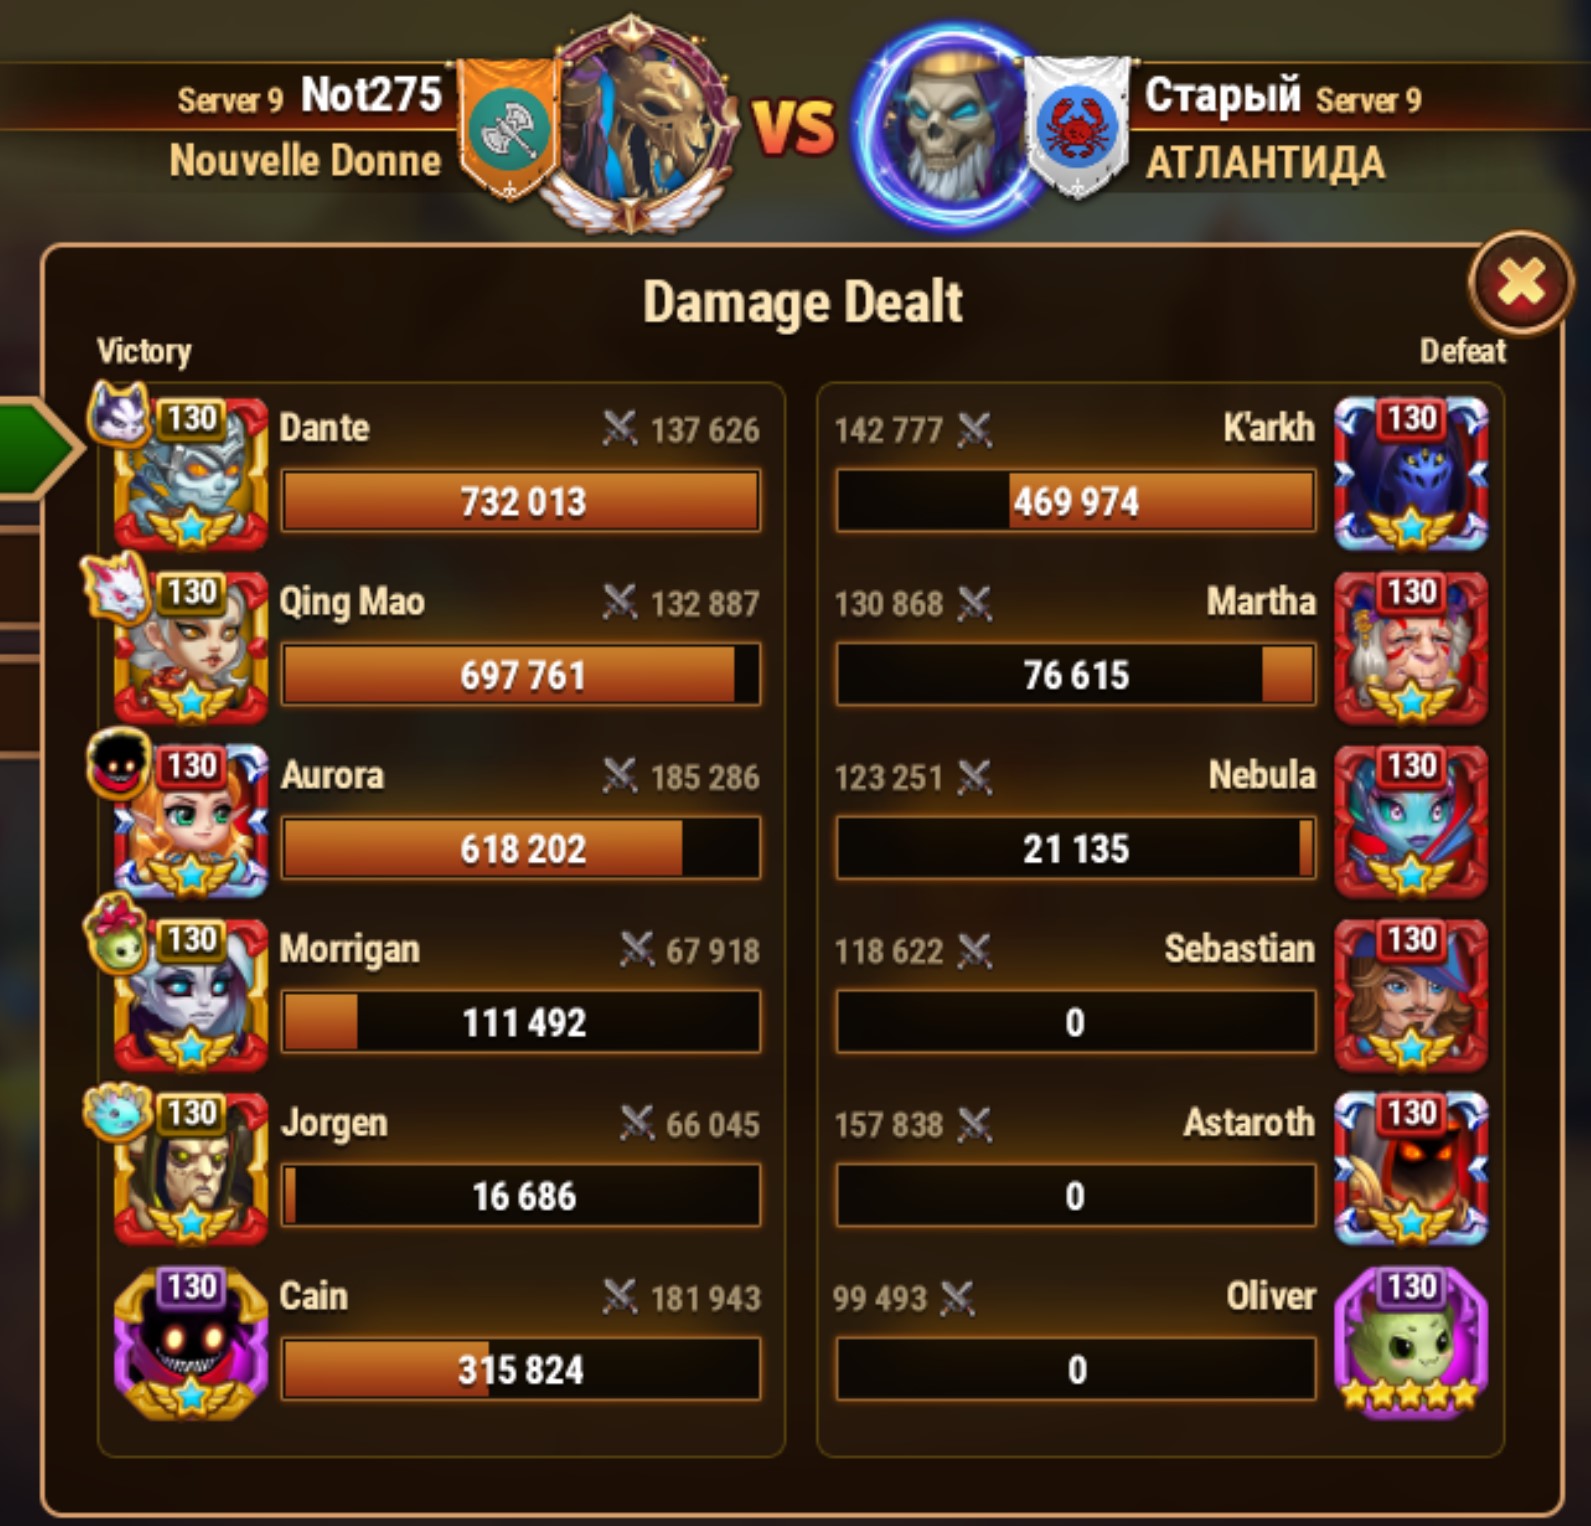 Server 9 Not275
Nouvelle Donne
VS
Старый Server 9
АТЛАНТИДА
Damage Dealt
Victory
Defeat
130 Dante 137 626
732 013
142 777 K'arkh 130
469 974
130 Qing Mao 132 887
697 761
130 868 Martha 130
76 615
130 Aurora 185 286
618 202
123 251 Nebula 130
21 135
130 Morrigan 67 918
111 492
118 622 Sebastian 130
0
130 Jorgen 66 045
16 686
157 838 Astaroth 130
0
130 Cain 181 943
315 824
99 493 Oliver 130
0